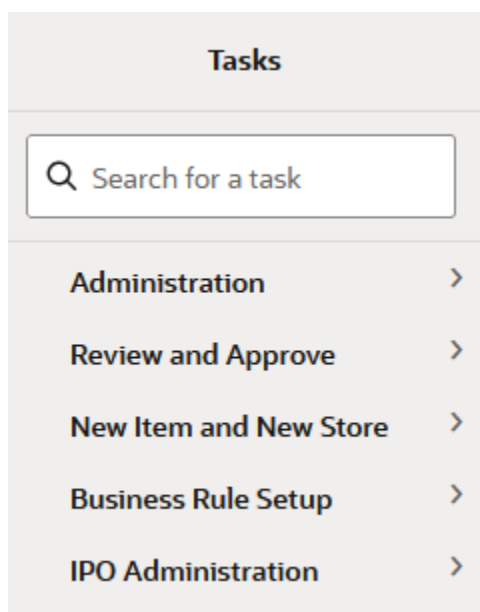 Tasks
Search for a task
Administration
Review and Approve
New Item and New Store
Business Rule Setup
IPO Administration